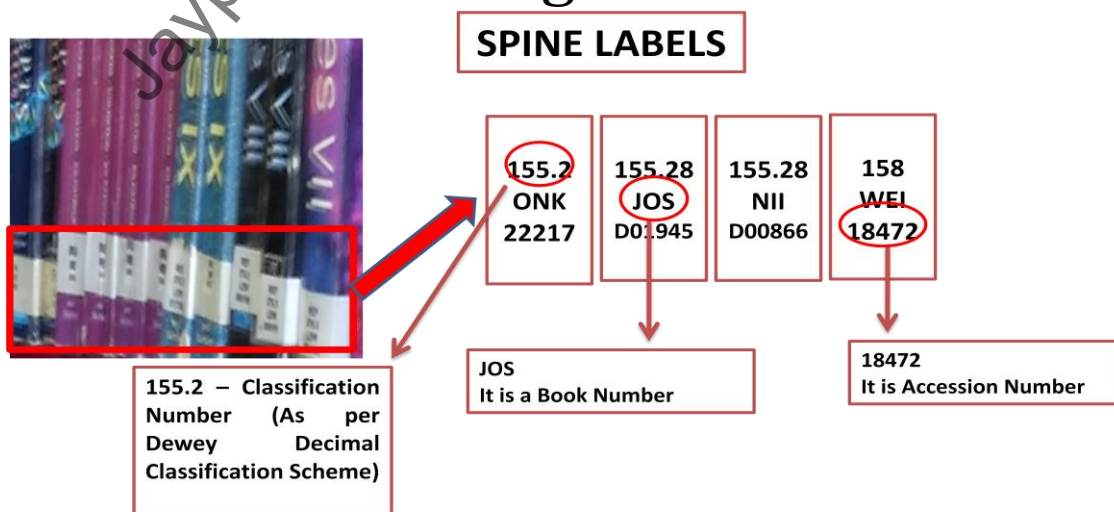 SPINE LABELS
155.2
ONK
22217
155.28
JOS
D01945
155.28
NII
D00866
158
WEI
18472
155.2 – Classification
Number (As per
Dewey Decimal
Classification Scheme)
JOS
It is a Book Number
18472
It is Accession Number